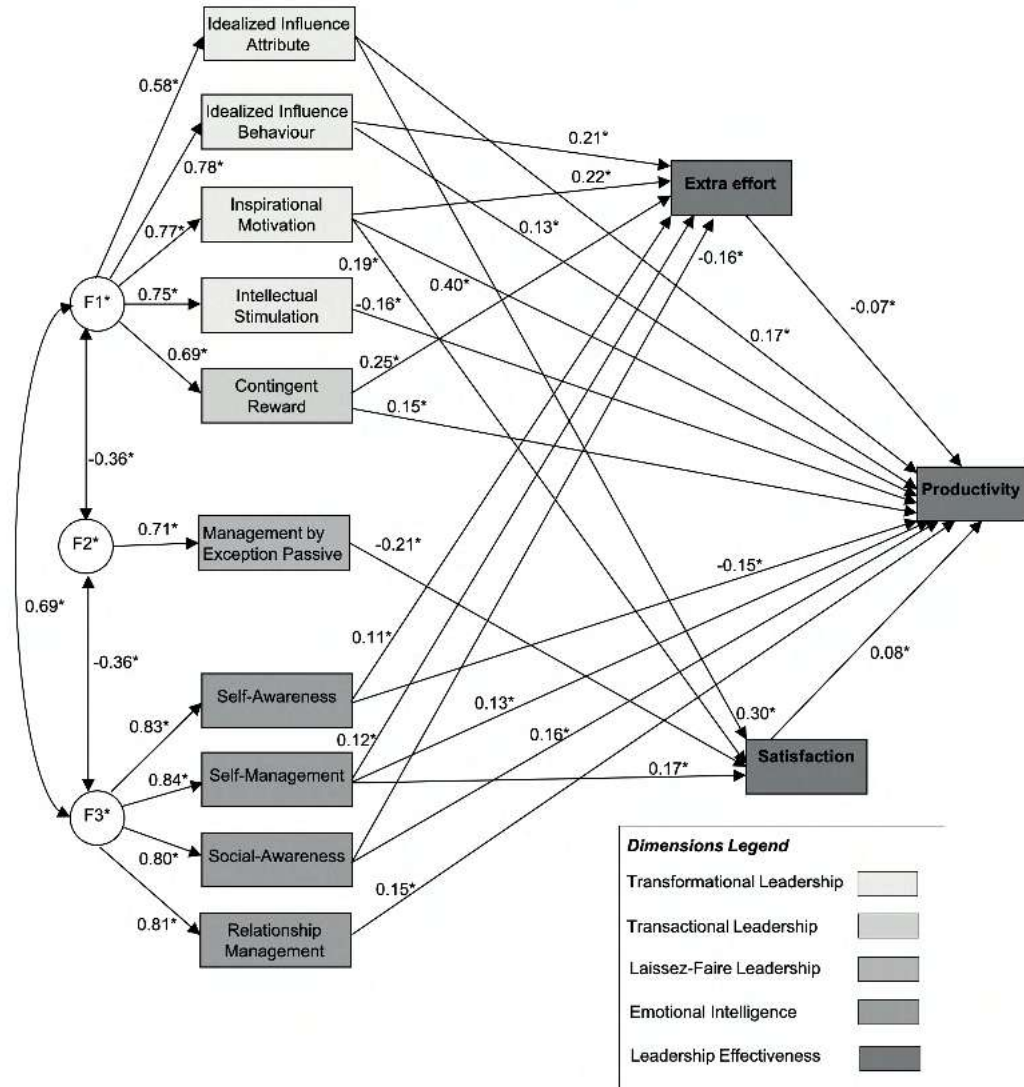 Idealized Influence
Attribute
0.58*
Idealized Influence
Behaviour
0.78*
0.21*
Extra effort
0.22*
Inspirational
Motivation
0.77*
0.13*
0.19*
-0.16*
0.40*
F1*
0.75*
Intellectual
Stimulation
-0.16*
-0.07*
0.17*
0.69*
0.25*
Contingent
Reward
0.15*
-0.36*
Productivity
F2*
0.71*
Management by
Exception Passive
-0.21*
-0.15*
0.69*
0.11*
-0.36*
0.08*
Self-Awareness
0.83*
0.13*
0.30*
0.12*
0.16*
Satisfaction
0.84*
Self-Management
0.17*
F3*
0.80*
Social-Awareness
0.15*
0.81*
Relationship
Management
Dimensions Legend
Transformational Leadership
Transactional Leadership
Laissez-Faire Leadership
Emotional Intelligence
Leadership Effectiveness